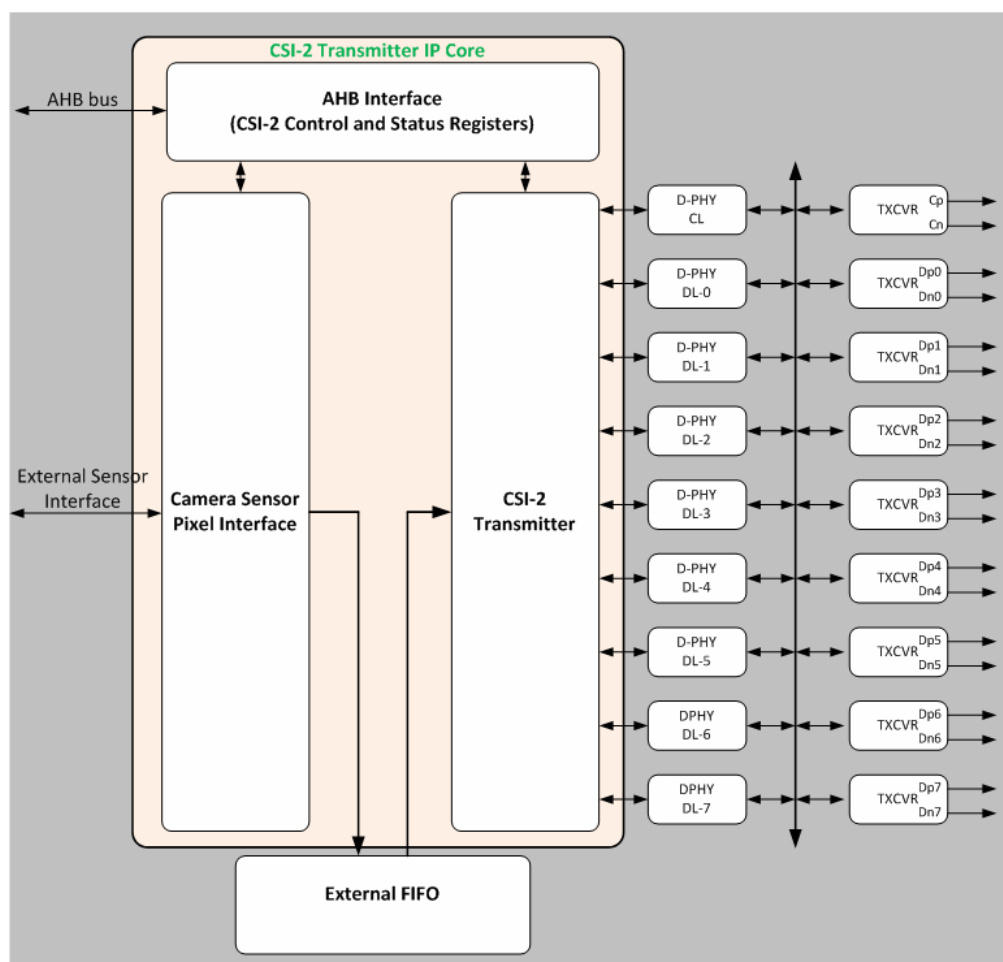 CSI-2 Transmitter IP Core
AHB Interface
(CSI-2 Control and Status Registers)
AHB bus
External Sensor
Interface
Camera Sensor
Pixel Interface
CSI-2
Transmitter
External FIFO
D-PHY
CL
TXCVR
Cp
Cn
D-PHY
DL-0
TXCVR
Dp0
Dn0
D-PHY
DL-1
TXCVR
Dp1
Dn1
D-PHY
DL-2
TXCVR
Dp2
Dn2
D-PHY
DL-3
TXCVR
Dp3
Dn3
D-PHY
DL-4
TXCVR
Dp4
Dn4
D-PHY
DL-5
TXCVR
Dp5
Dn5
DPHY
DL-6
TXCVR
Dp6
Dn6
DPHY
DL-7
TXCVR
Dp7
Dn7